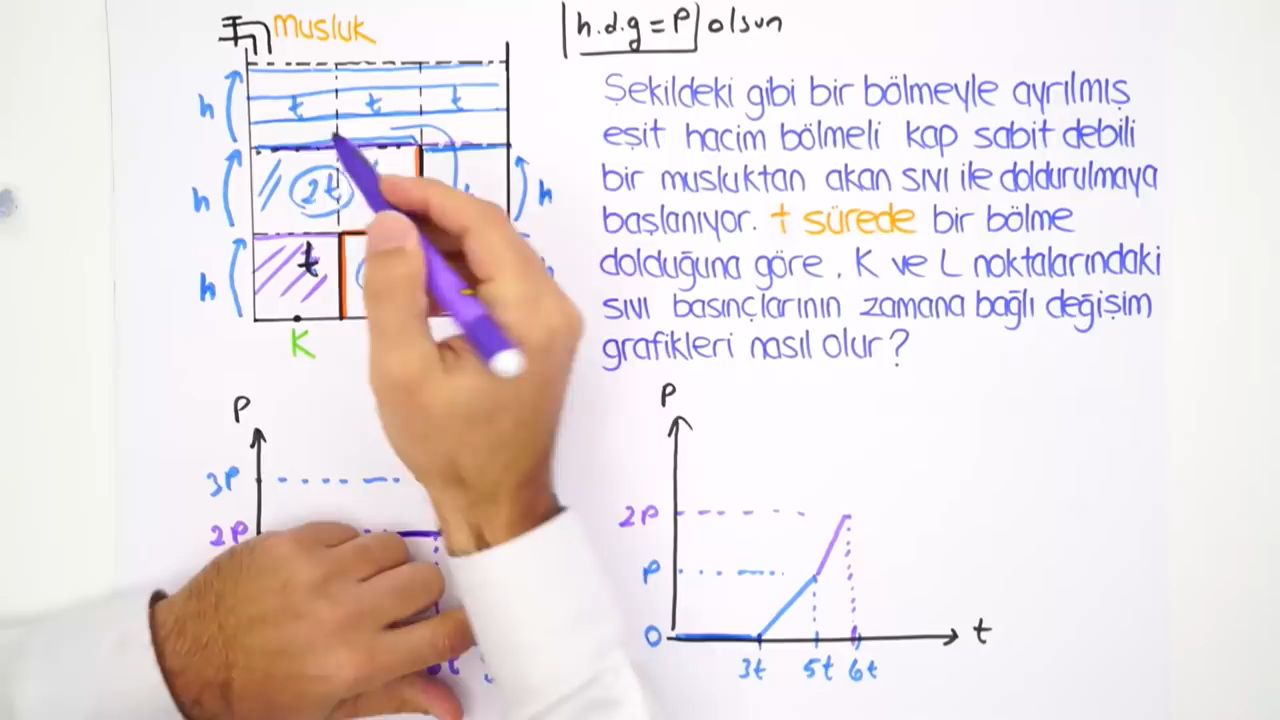 musluk
h.d.g = P olsun
h
t t t
h
2t
h
h
t
K
Şekildeki gibi bir bölmeyle ayrılmış
eşit hacim bölmeli kap sabit debili
bir musluktan akan sıvı ile doldurulmaya
başlanıyor. t sürede bir bölme
dolduğuna göre, K ve L noktalarındaki
sıvı basınçlarının zamana bağlı değişim
grafikleri nasıl olur?
P
3P
2P
P
2P
P
0
3t 5t 6t
t